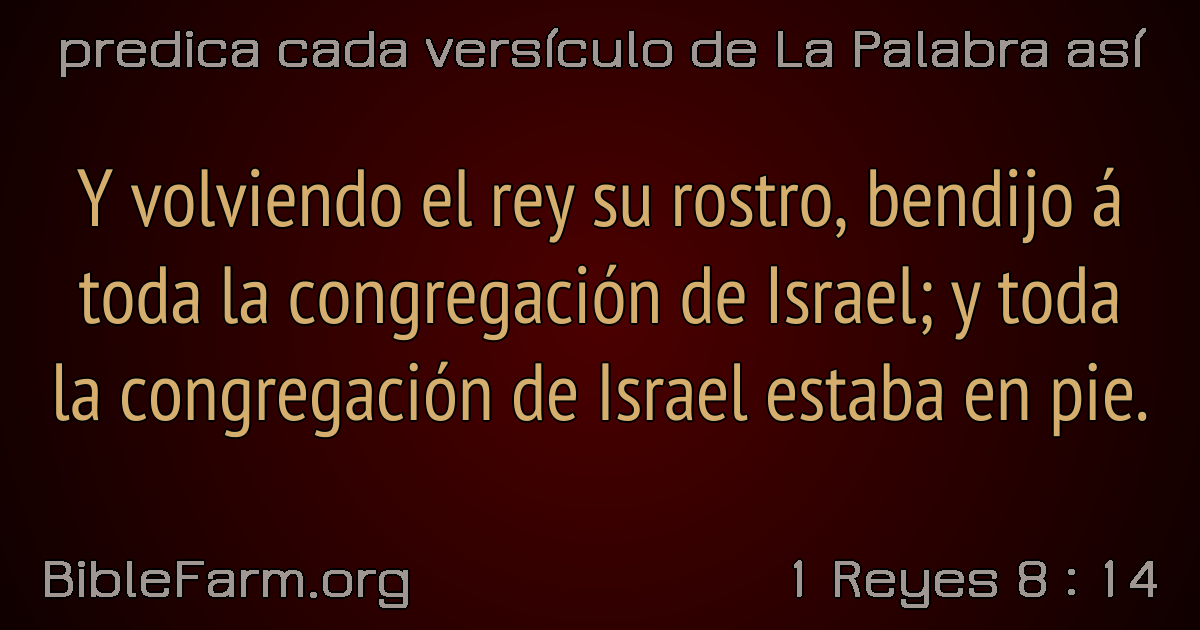 predica cada versículo de La Palabra así
Y volviendo el rey su rostro, bendijo á
toda la congregación de Israel; y toda
la congregación de Israel estaba en pie.
BibleFarm.org
1 Reyes 8 : 14